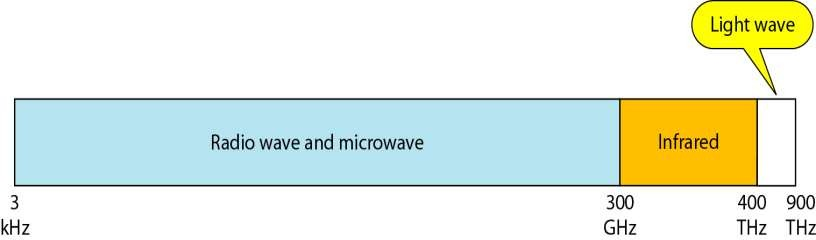 Light wave
Radio wave and microwave
Infrared
3 300 400 900
kHz GHz THz THz